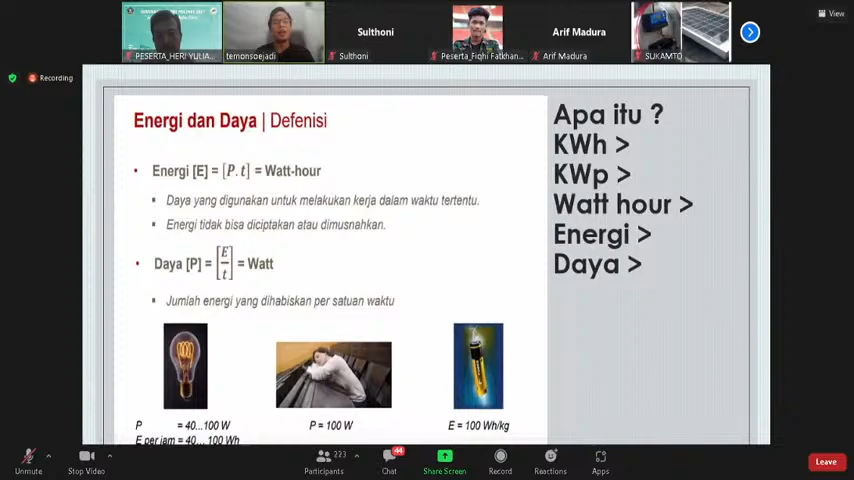 View
PESERTA_HERI YULIA...
temonsoejadi
Sulthoni
Sulthoni
Peserta_Fiqhi Fatkhan...
Arif Madura
Arif Madura
SUKAMTO
Recording
Energi dan Daya | Defenisi
Energi [E] = [P. t] = Watt-hour
Daya yang digunakan untuk melakukan kerja dalam waktu tertentu.
Energi tidak bisa diciptakan atau dimusnahkan.
Daya [P] = [E/t] = Watt
Jumlah energi yang dihabiskan per satuan waktu
P = 40...100 W
E per jam = 40... 100 Wh
P = 100 W
E = 100 Wh/kg
Apa itu ?
KWh >
KWp >
Watt hour >
Energi >
Daya >
Unmute
Stop Video
223
Participants
44
Chat
Share Screen
Record
Reactions
Apps
Leave